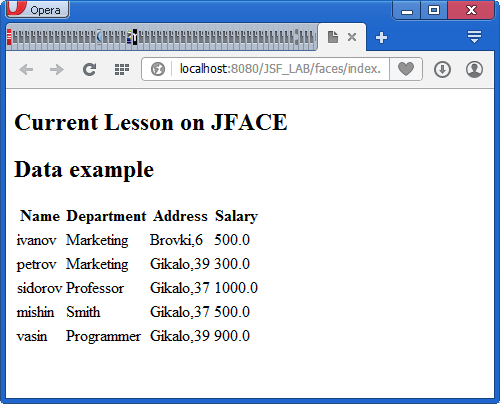 Opera
localhost:8080/JSF_LAB/faces/index.
Current Lesson on JFACE
Data example
Name Department Address Salary
ivanov Marketing Brovki,6 500.0
petrov Marketing Gikalo,39 300.0
sidorov Professor Gikalo,37 1000.0
mishin Smith Gikalo,37 500.0
vasin Programmer Gikalo,39 900.0